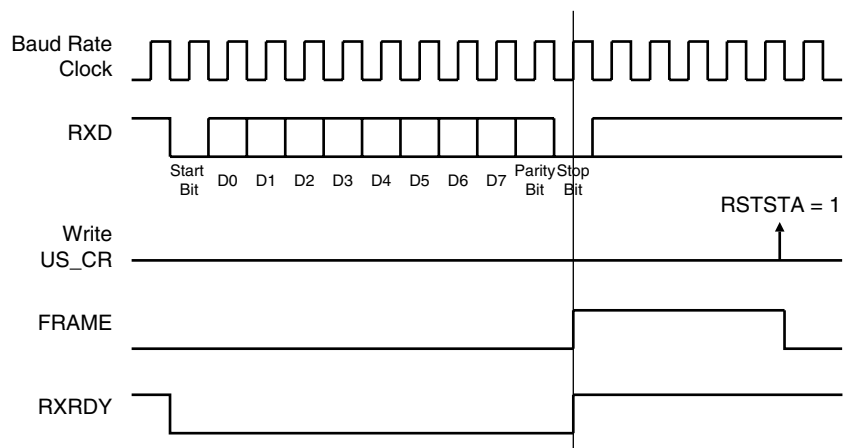 Baud Rate
Clock
RXD
Start
Bit
D0 D1 D2 D3 D4 D5 D6 D7
Parity
Bit
Stop
Bit
RSTSTA = 1
Write
US_CR
FRAME
RXRDY